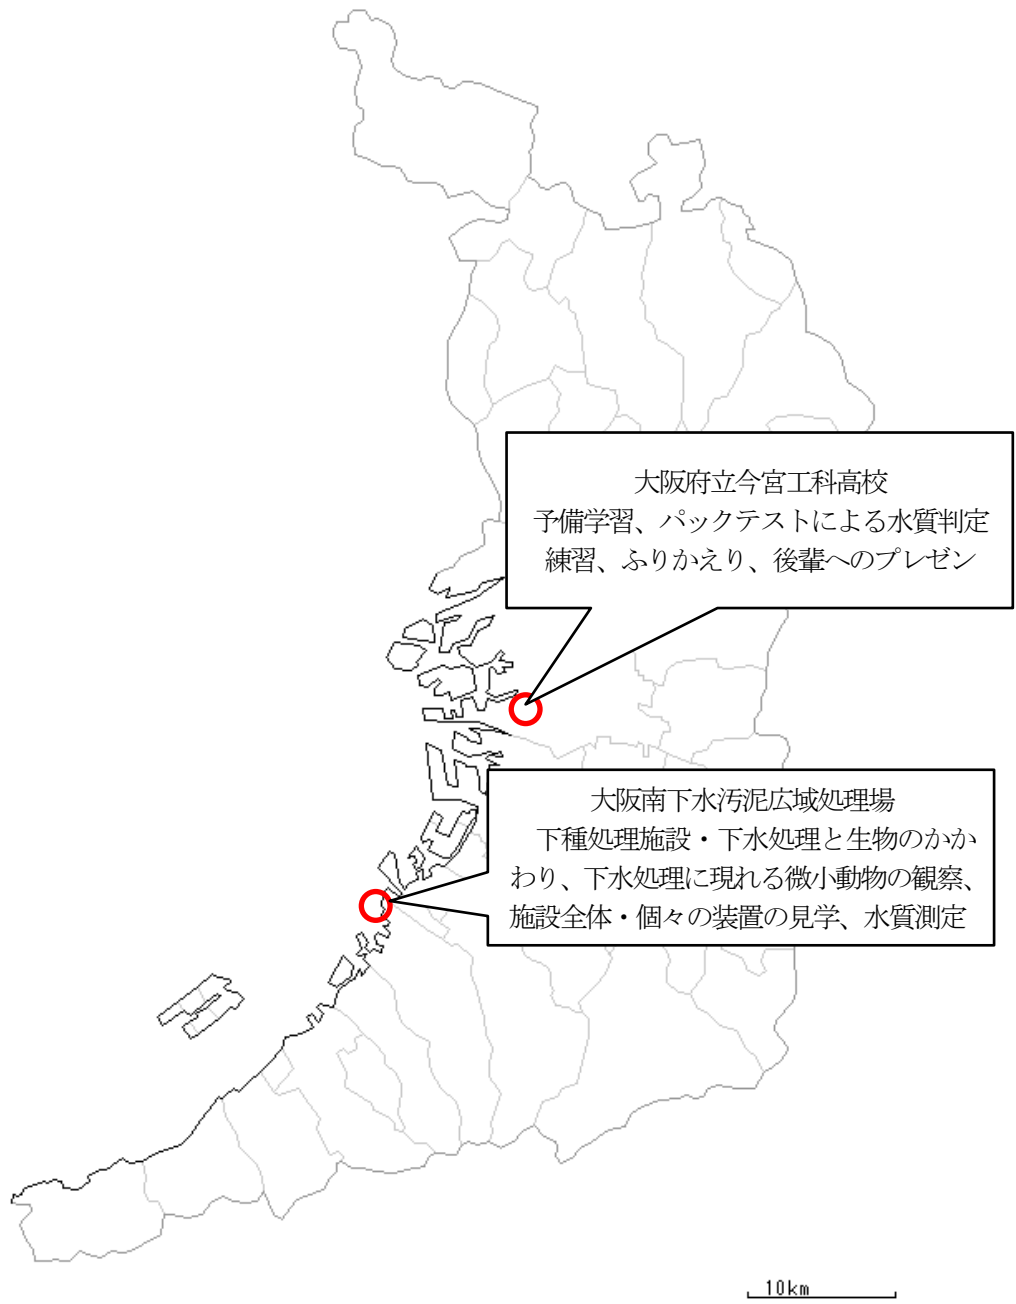 大阪府立今宮工科高校
予備学習、パックテストによる水質判定
練習、ふりかえり、後輩へのプレゼン
大阪南下水汚泥広域処理場
下種処理施設・下水処理と生物のかか
わり、下水処理に現れる微小動物の観察、
施設全体・個々の装置の見学、水質測定
10km